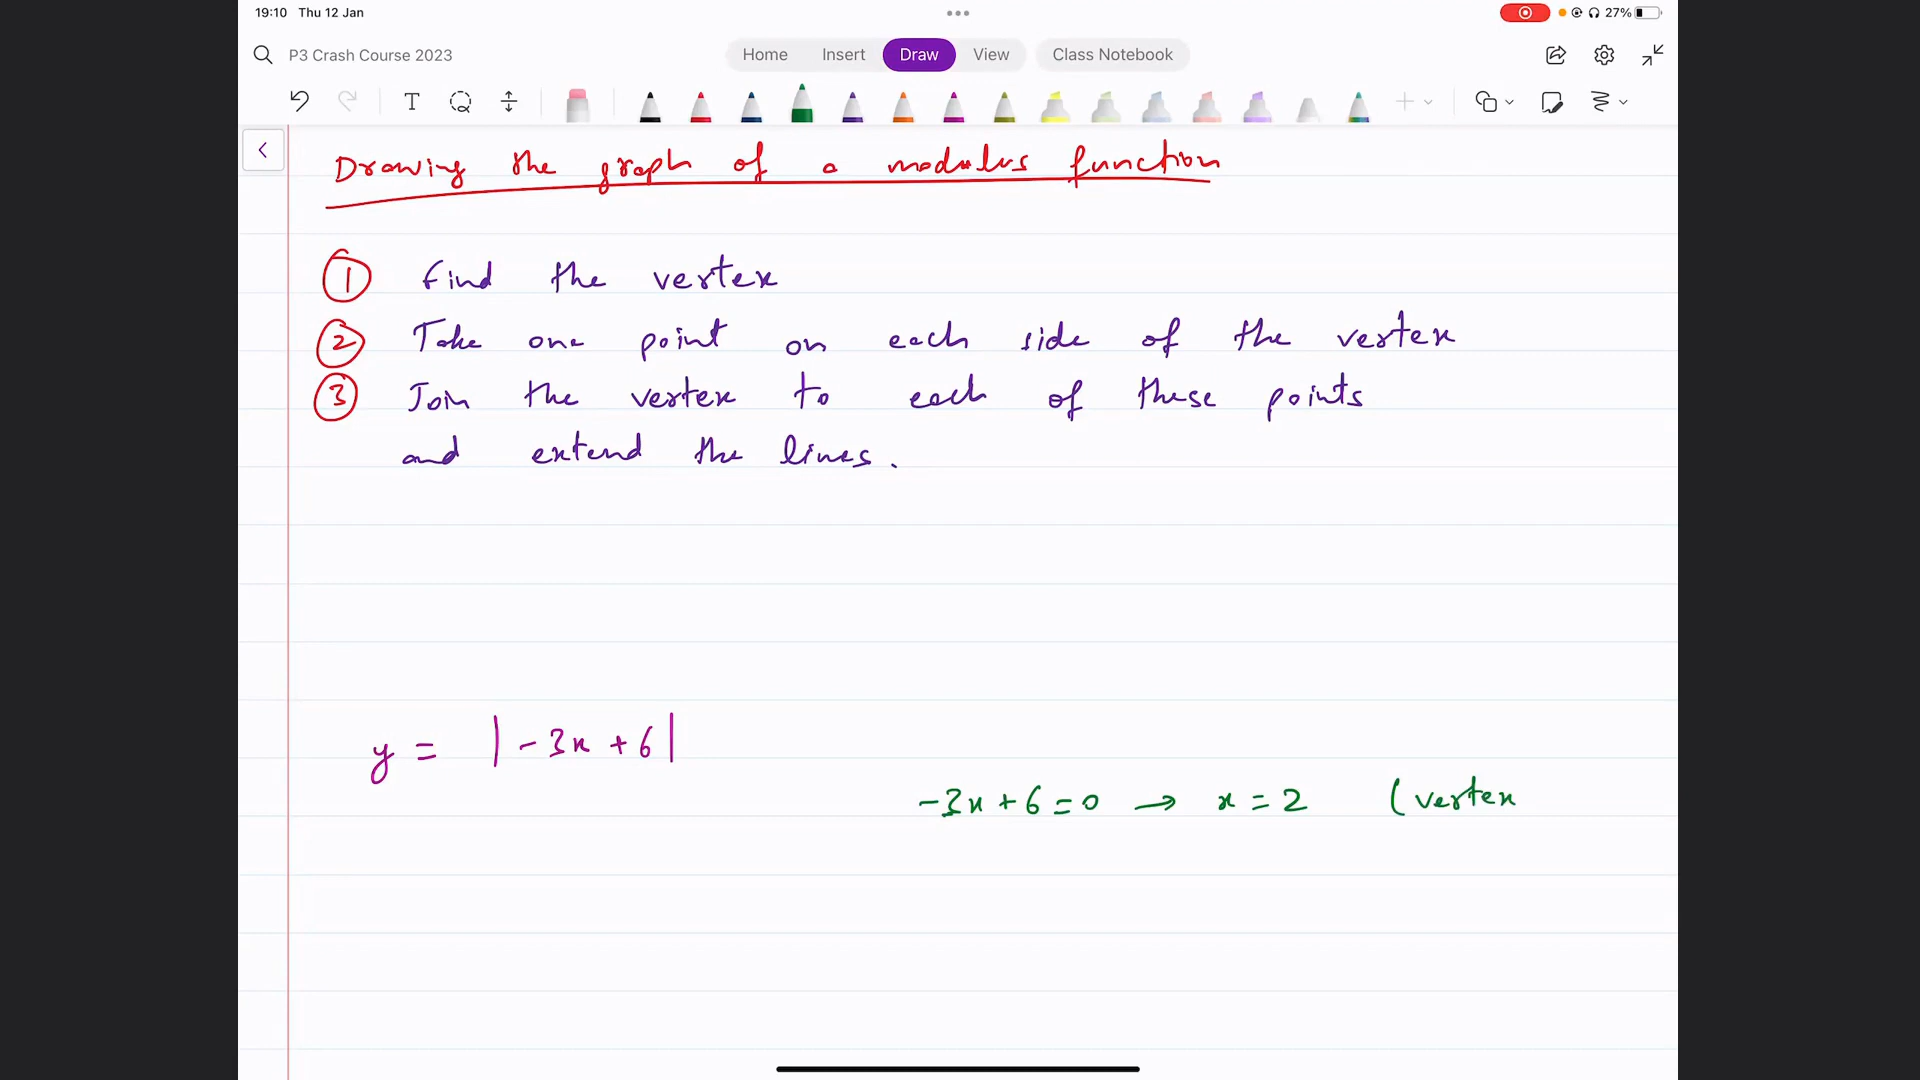 19:10 Thu 12 Jan
27%
P3 Crash Course 2023
Home Insert Draw View Class Notebook
T
Drawing the graph of a modulus function
1 Find the vertex
2 Take one point on each side of the vertex
3 Join the vertex to each of these points
and extend the lines.
y = |-3x+6|
-3x+6=0 → x=2 (vertex